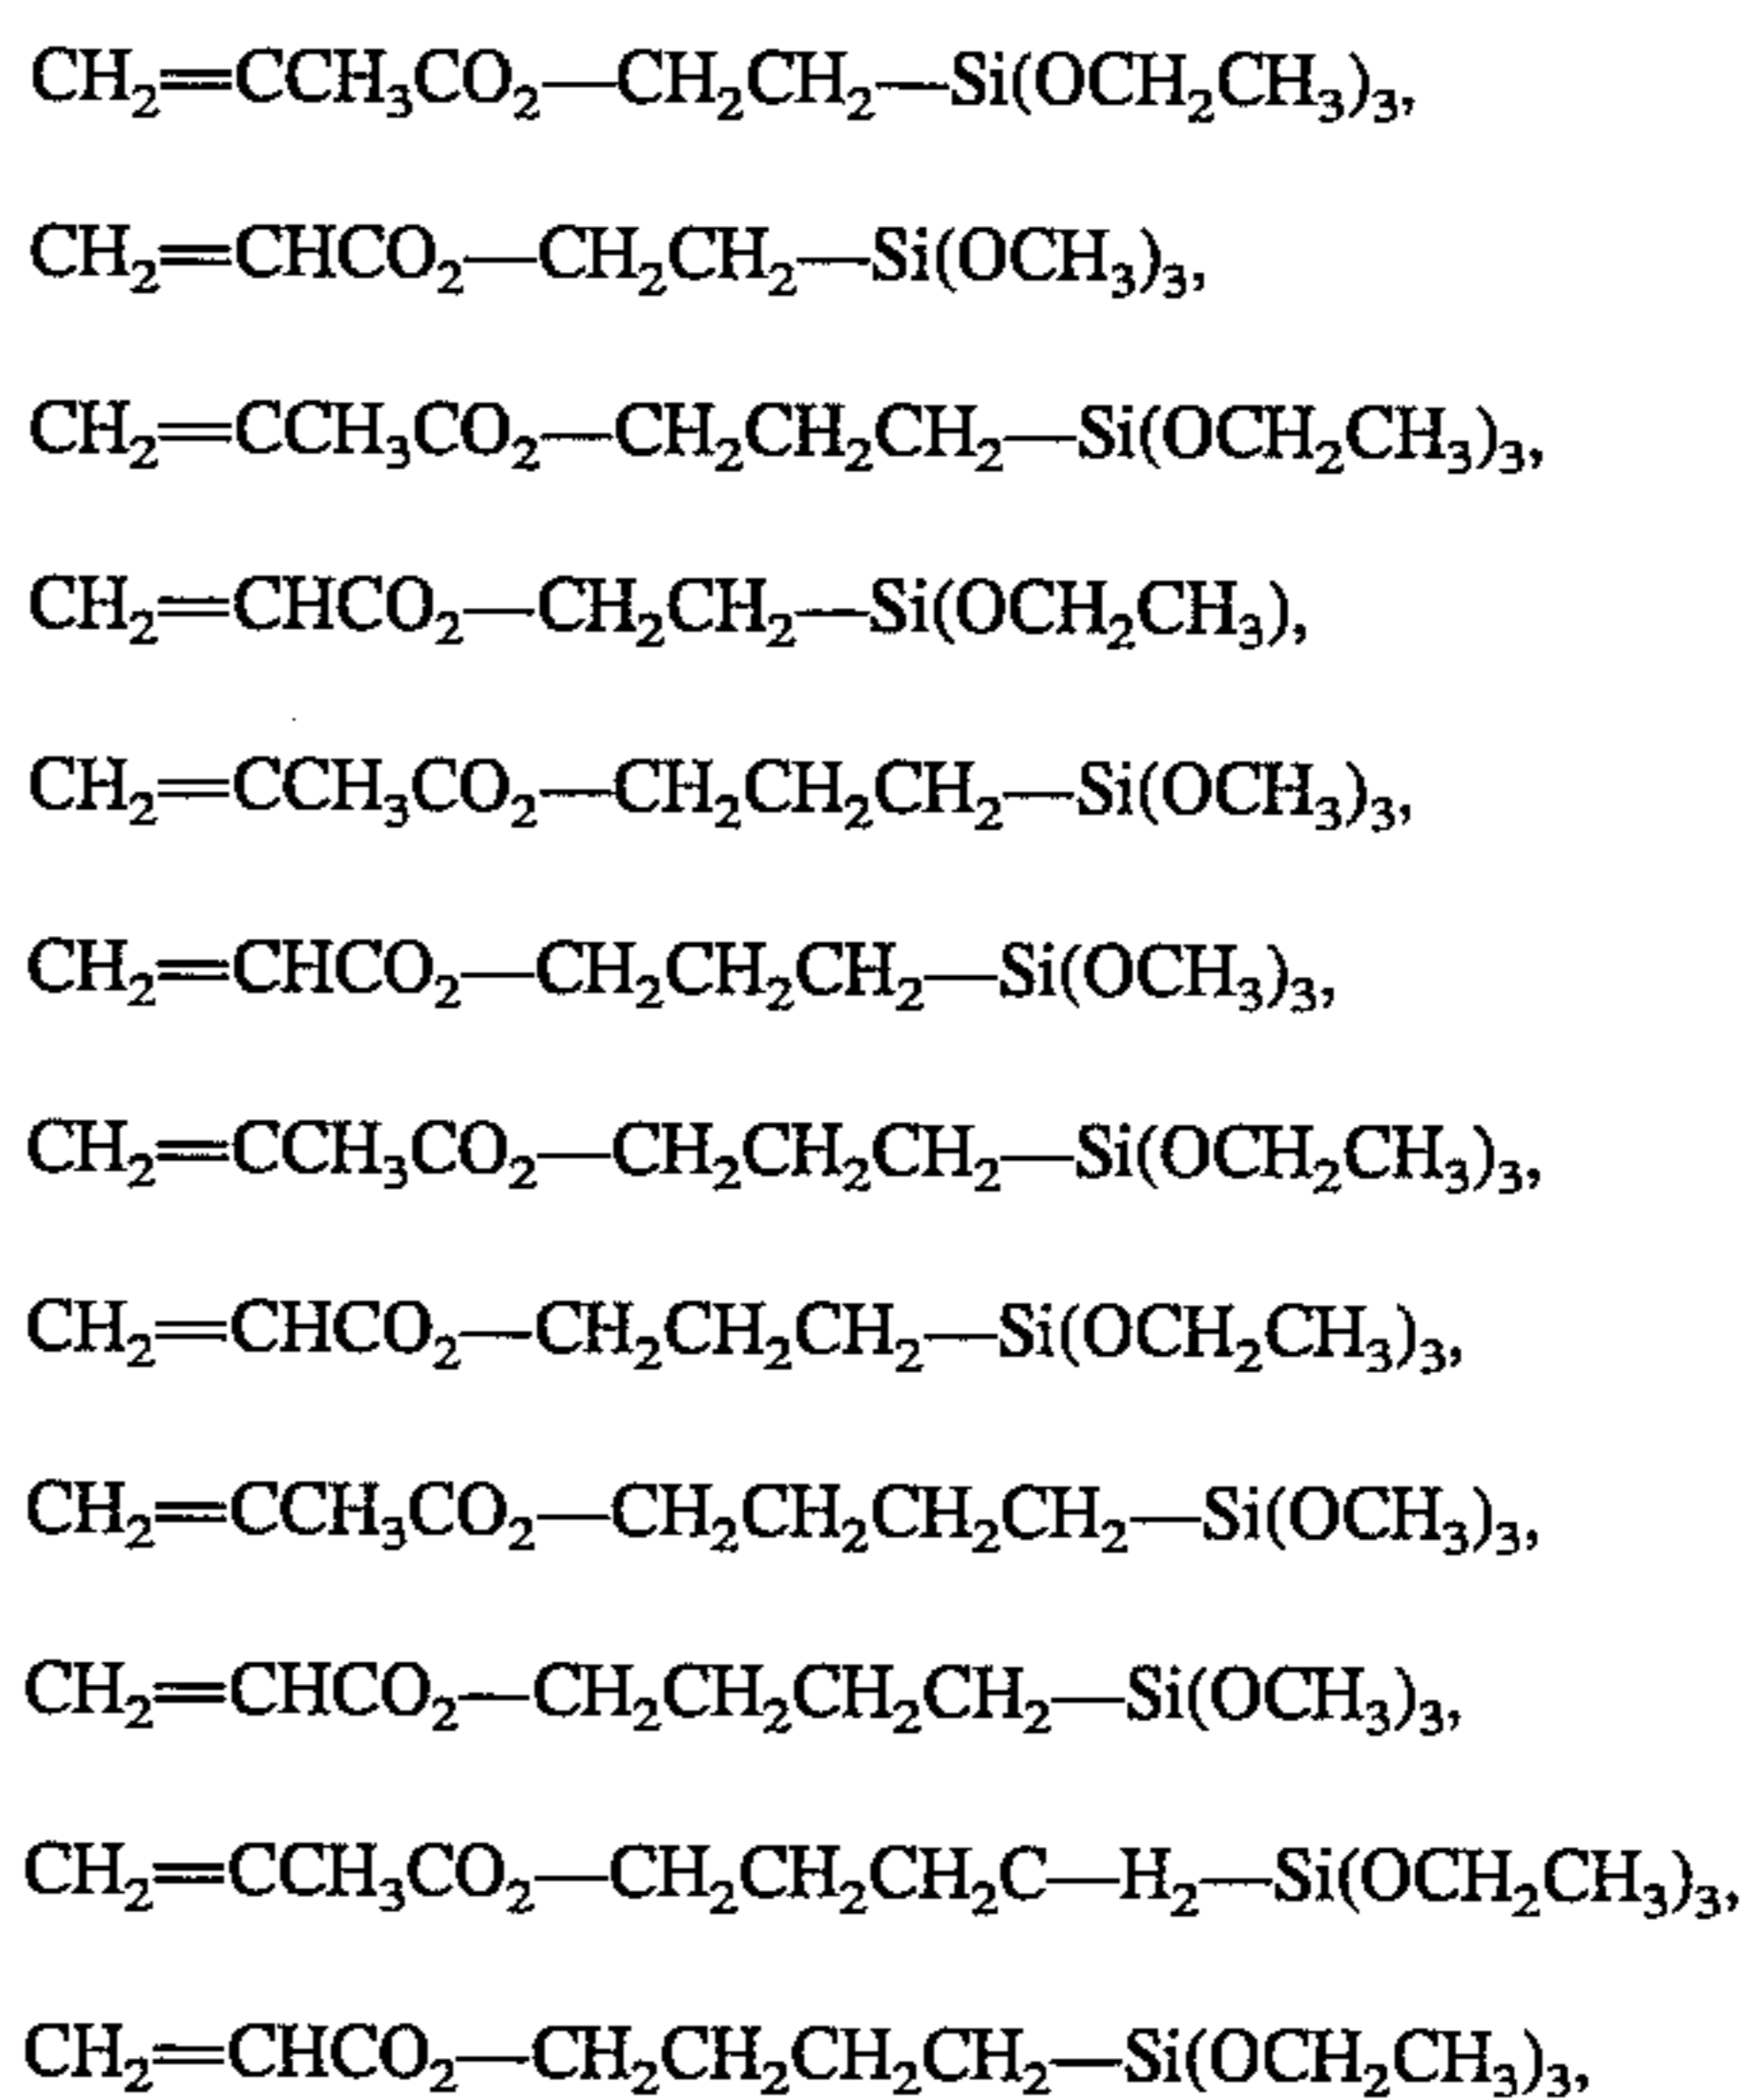 CH₂=CCH₃CO₂—CH₂CH₂—Si(OCH₂CH₃)₃,
CH₂=CHCO₂—CH₂CH₂—Si(OCH₃)₃,
CH₂=CCH₃CO₂—CH₂CH₂CH₂—Si(OCH₂CH₃)₃,
CH₂=CHCO₂—CH₂CH₂—Si(OCH₂CH₃),
CH₂=CCH₃CO₂—CH₂CH₂CH₂—Si(OCH₃)₃,
CH₂=CHCO₂—CH₂CH₂CH₂—Si(OCH₃)₃,
CH₂=CCH₃CO₂—CH₂CH₂CH₂—Si(OCH₂CH₃)₃,
CH₂=CHCO₂—CH₂CH₂CH₂—Si(OCH₂CH₃)₃,
CH₂=CCH₃CO₂—CH₂CH₂CH₂CH₂—Si(OCH₃)₃,
CH₂=CHCO₂—CH₂CH₂CH₂CH₂—Si(OCH₃)₃,
CH₂=CCH₃CO₂—CH₂CH₂CH₂C—H₂—Si(OCH₂CH₃)₃,
CH₂=CHCO₂—CH₂CH₂CH₂CH₂—Si(OCH₂CH₃)₃,